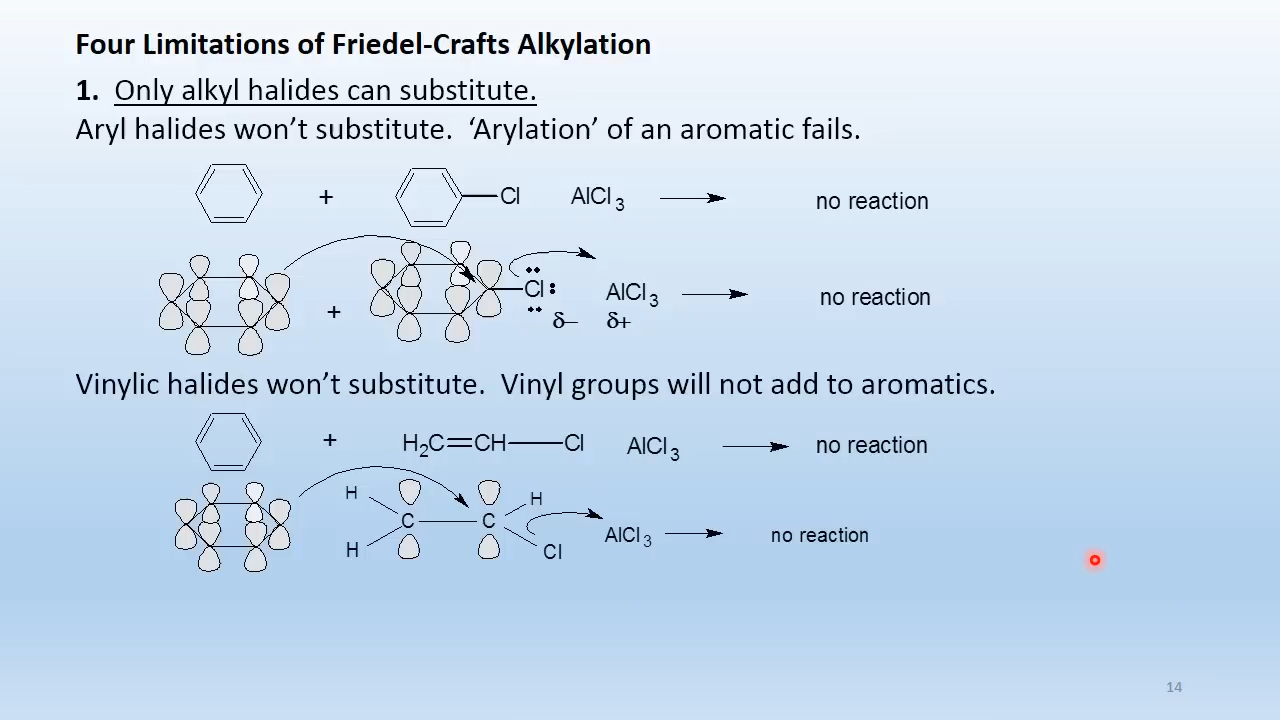 Four Limitations of Friedel-Crafts Alkylation
1. Only alkyl halides can substitute.
Aryl halides won’t substitute. ‘Arylation’ of an aromatic fails.
+ Cl AlCl3 no reaction
+ Cl AlCl3 no reaction
δ– δ+
Vinylic halides won’t substitute. Vinyl groups will not add to aromatics.
+ H2C=CH—Cl AlCl3 no reaction
H H
C C AlCl3 no reaction
H Cl
14